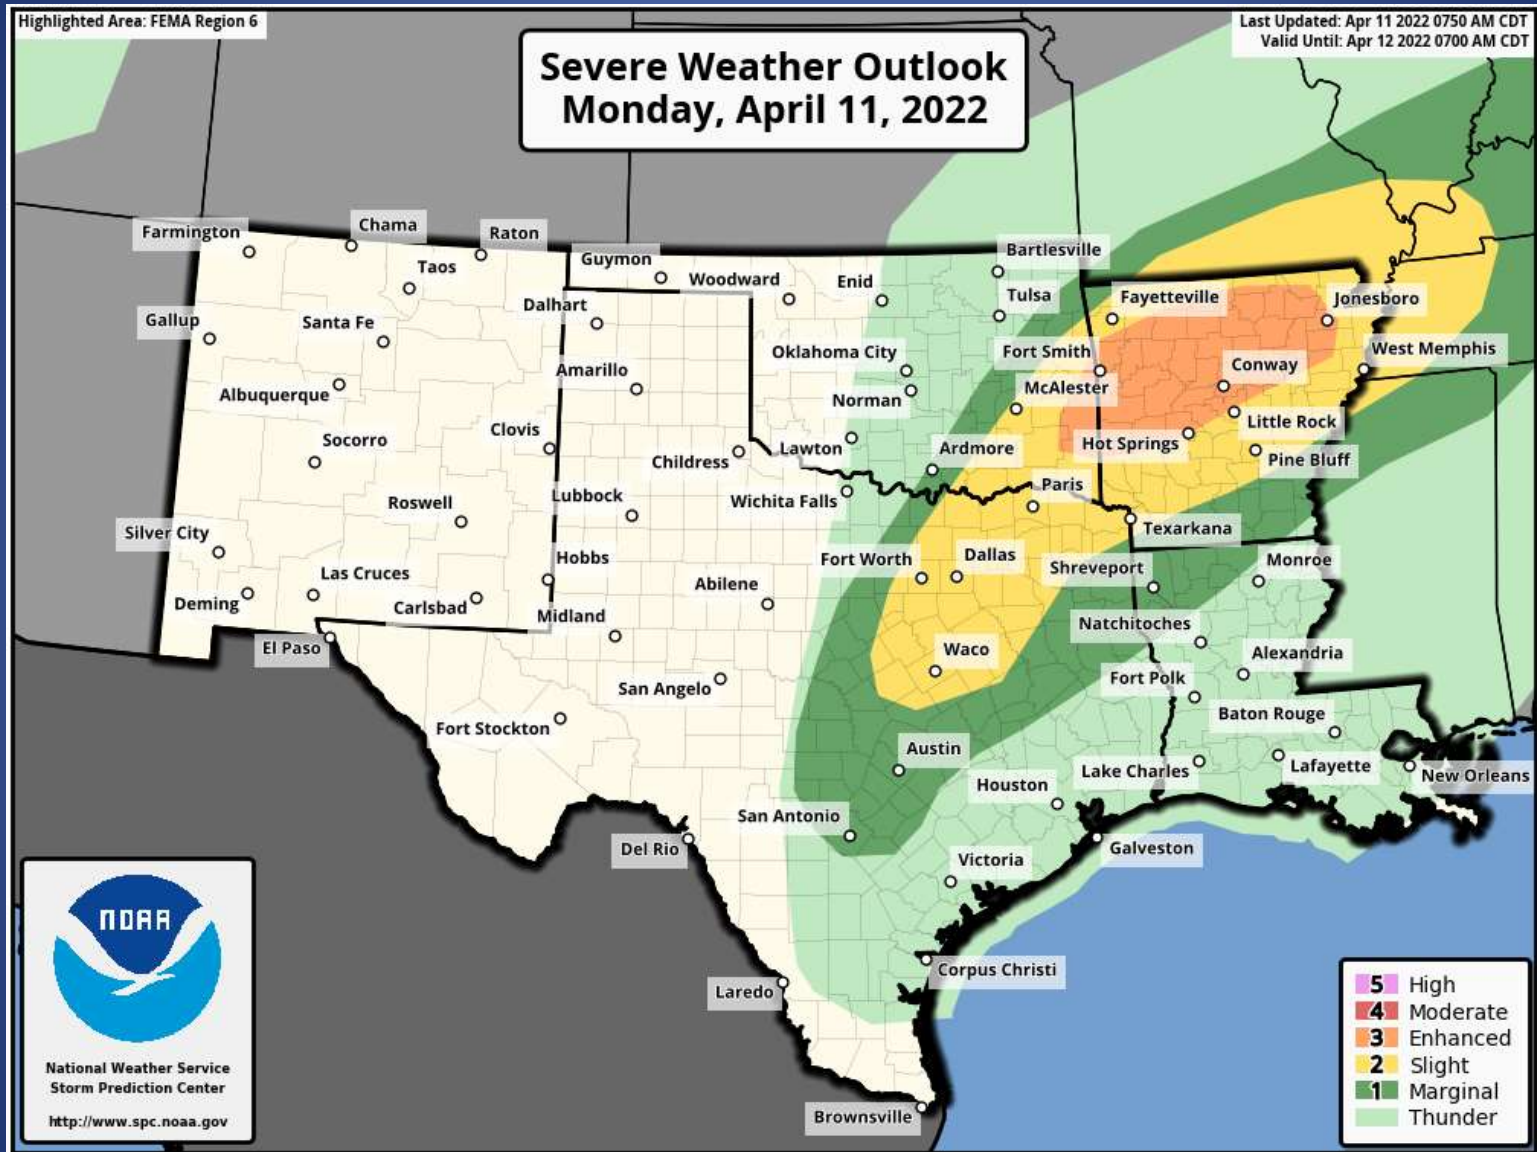 Highlighted Area: FEMA Region 6
Last Updated: Apr 11 2022 0750 AM CDT
Valid Until: Apr 12 2022 0700 AM CDT
Severe Weather Outlook
Monday, April 11, 2022
Farmington
Chama
Raton
Taos
Guymon
Woodward
Enid
Bartlesville
Tulsa
Fayetteville
Jonesboro
Gallup
Santa Fe
Dalhart
Oklahoma City
Fort Smith
Conway
West Memphis
Albuquerque
Amarillo
Norman
McAlester
Little Rock
Socorro
Clovis
Childress
Lawton
Ardmore
Hot Springs
Pine Bluff
Roswell
Lubbock
Wichita Falls
Paris
Texarkana
Silver City
Las Cruces
Hobbs
Abilene
Fort Worth
Dallas
Shreveport
Monroe
Deming
Carlsbad
Midland
Natchitoches
El Paso
San Angelo
Waco
Fort Polk
Alexandria
Fort Stockton
Austin
Baton Rouge
Houston
Lake Charles
Lafayette
New Orleans
San Antonio
Del Rio
Victoria
Galveston
Laredo
Corpus Christi
Brownsville
NOAA
National Weather Service
Storm Prediction Center
http://www.spc.noaa.gov
5 High
4 Moderate
3 Enhanced
2 Slight
1 Marginal
Thunder